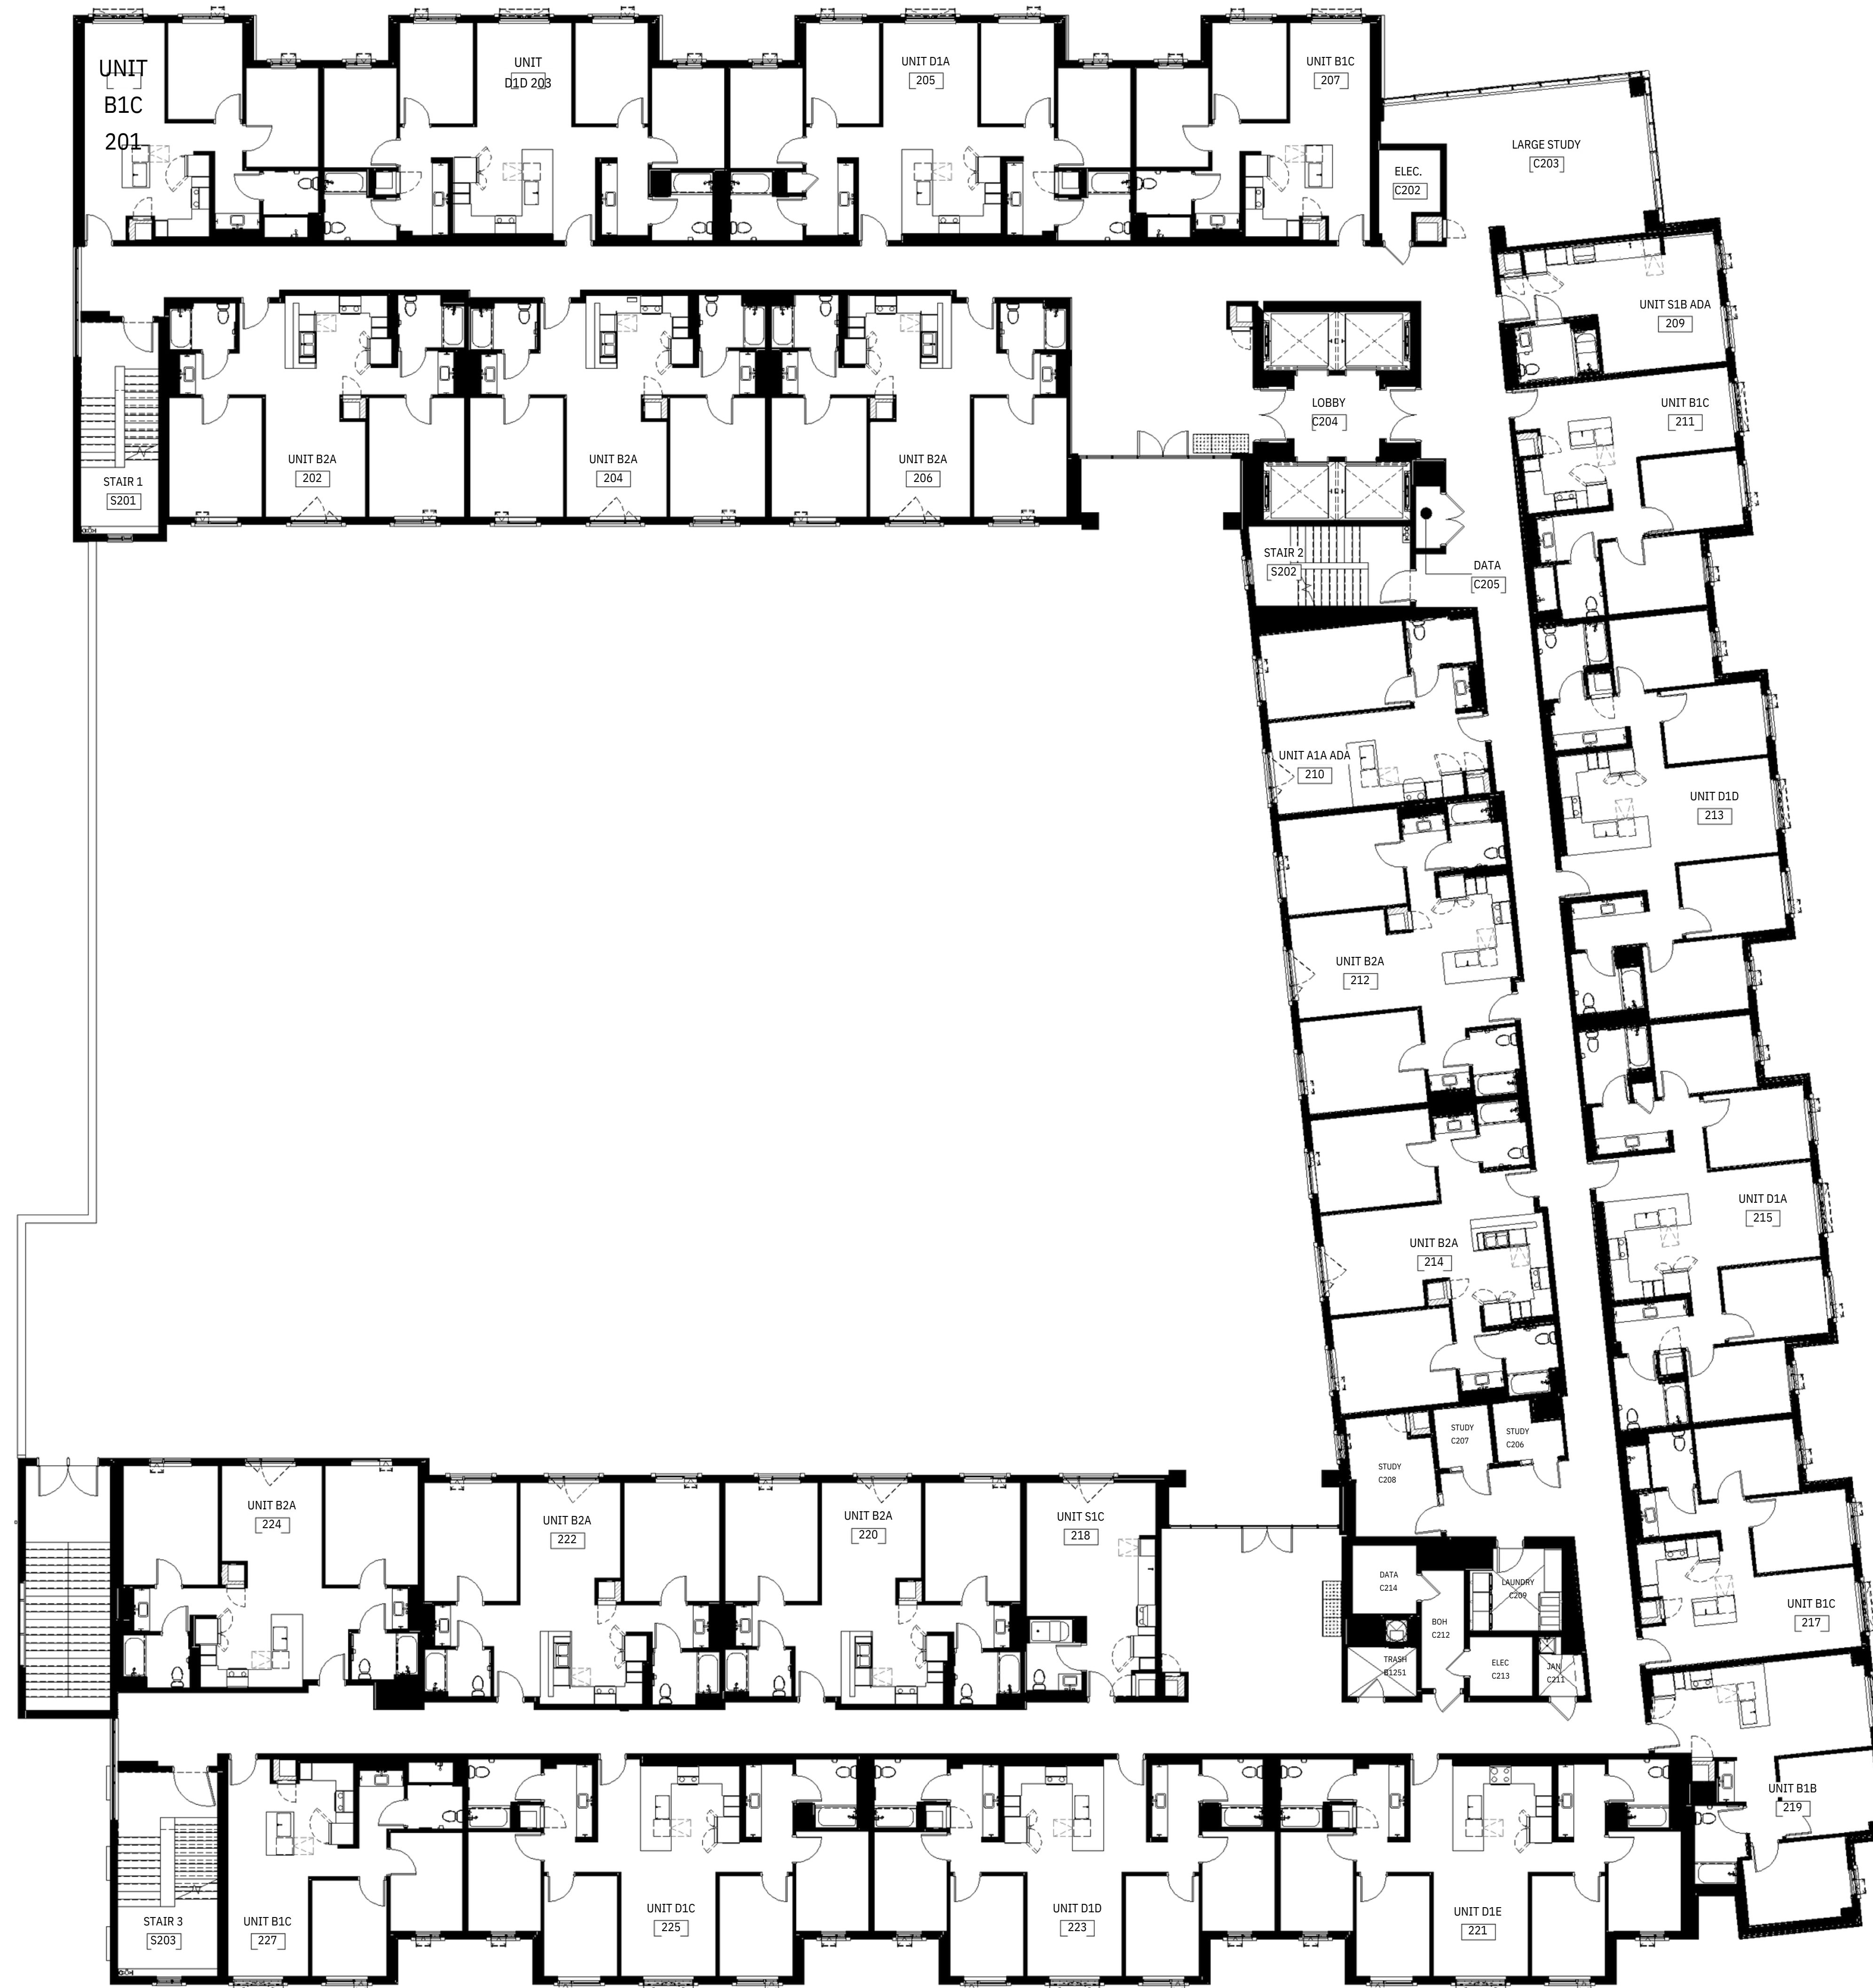 UNIT
B1C
201
UNIT
D1D 203
UNIT D1A
205
UNIT B1C
207
ELEC.
C202
LARGE STUDY
C203
UNIT S1B ADA
209
LOBBY
C204
UNIT B1C
211
STAIR 1
S201
UNIT B2A
202
UNIT B2A
204
UNIT B2A
206
STAIR 2
S202
DATA
C205
UNIT A1A ADA
210
UNIT D1D
213
UNIT B2A
212
UNIT D1A
215
UNIT B2A
214
STUDY
C207
STUDY
C206
STUDY
C208
UNIT B2A
224
UNIT B2A
222
UNIT B2A
220
UNIT S1C
218
DATA
C214
LAUNDRY
C209
BOH
C212
UNIT B1C
217
TRASH
B1251
ELEC
C213
JAN
C211
UNIT B1B
219
STAIR 3
S203
UNIT B1C
227
UNIT D1C
225
UNIT D1D
223
UNIT D1E
221